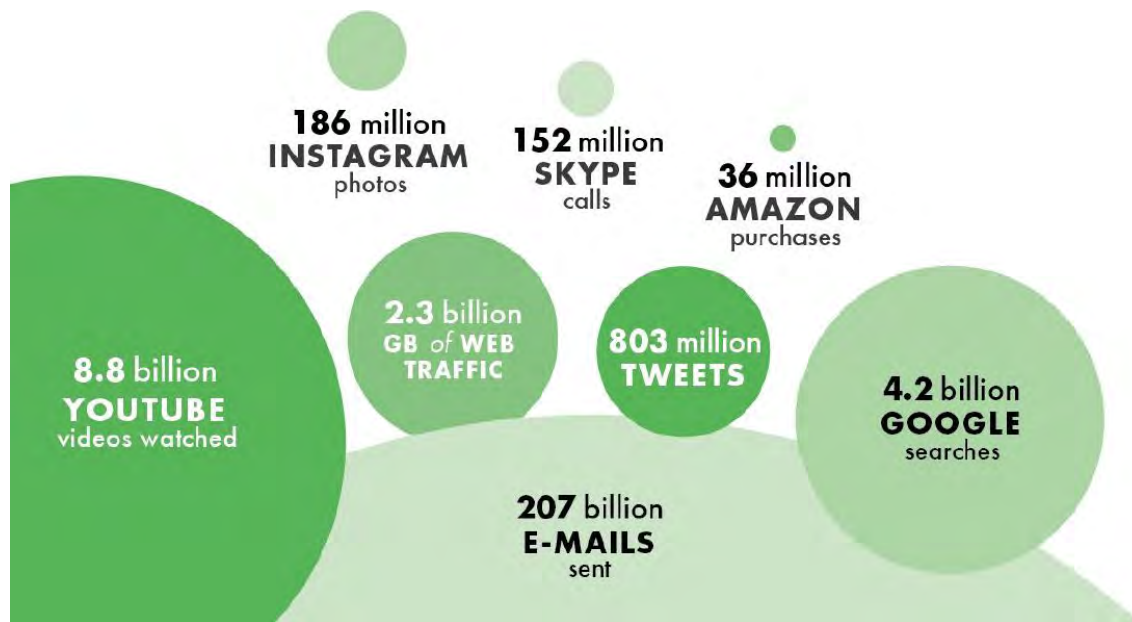 186 million
INSTAGRAM
photos
152 million
SKYPE
calls
36 million
AMAZON
purchases
8.8 billion
YOUTUBE
videos watched
2.3 billion
GB of WEB
TRAFFIC
803 million
TWEETS
4.2 billion
GOOGLE
searches
207 billion
E-MAILS
sent